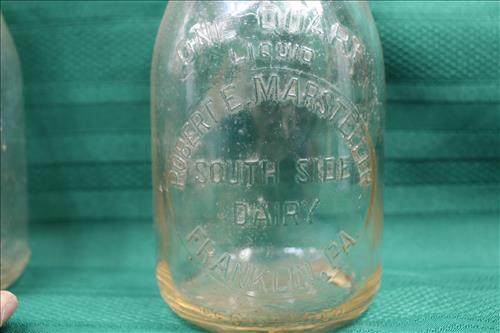 ONE QUART
LIQUID
ROBERT E. MARSTELLER
SOUTH SIDE
DAIRY
FRANKLIN, PA.